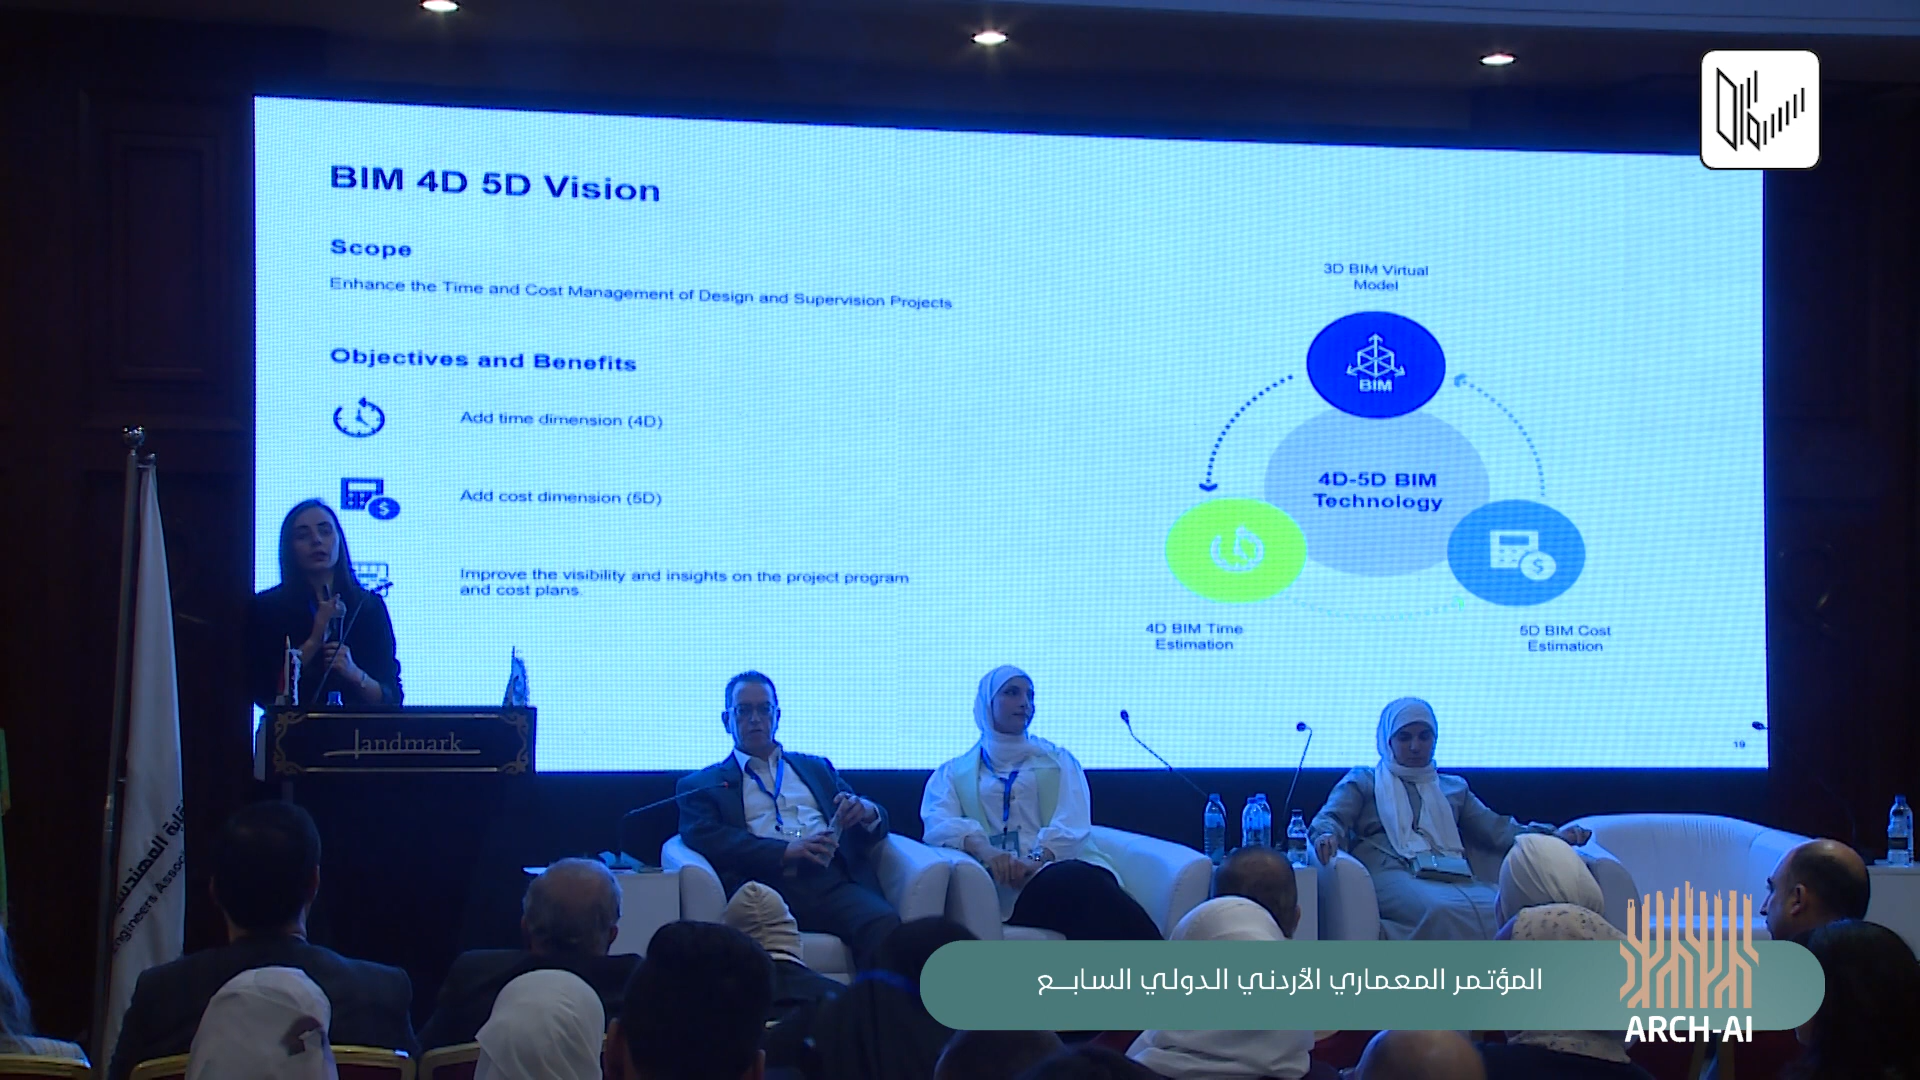 BIM 4D 5D Vision
Scope
Enhance the Time and Cost Management of Design and Supervision Projects
Objectives and Benefits
Add time dimension (4D)
Add cost dimension (5D)
Improve the visibility and insights on the project program
and cost plans.
3D BIM Virtual
Model
BIM
4D-5D BIM
Technology
4D BIM Time
Estimation
5D BIM Cost
Estimation
19
landmark
المؤتمر المعماري الأردني الدولي السابع
ARCH-AI